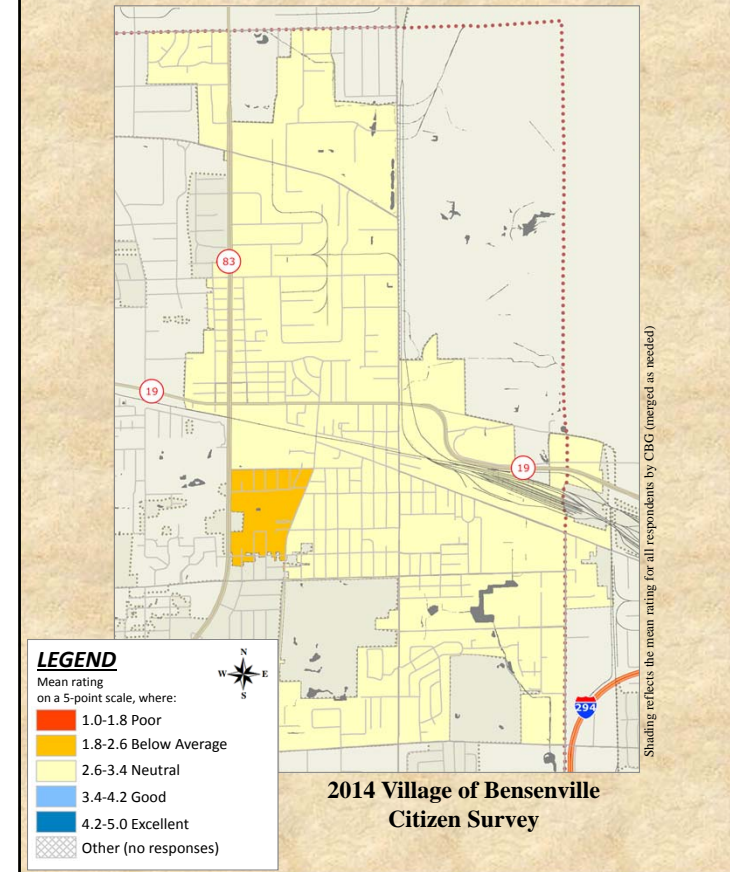 83
19
19
294
Shading reflects the mean rating for all respondents by CBG (merged as needed)
LEGEND
Mean rating
on a 5-point scale, where:
N
W E
S
1.0-1.8 Poor
1.8-2.6 Below Average
2.6-3.4 Neutral
3.4-4.2 Good
4.2-5.0 Excellent
Other (no responses)
2014 Village of Bensenville
Citizen Survey